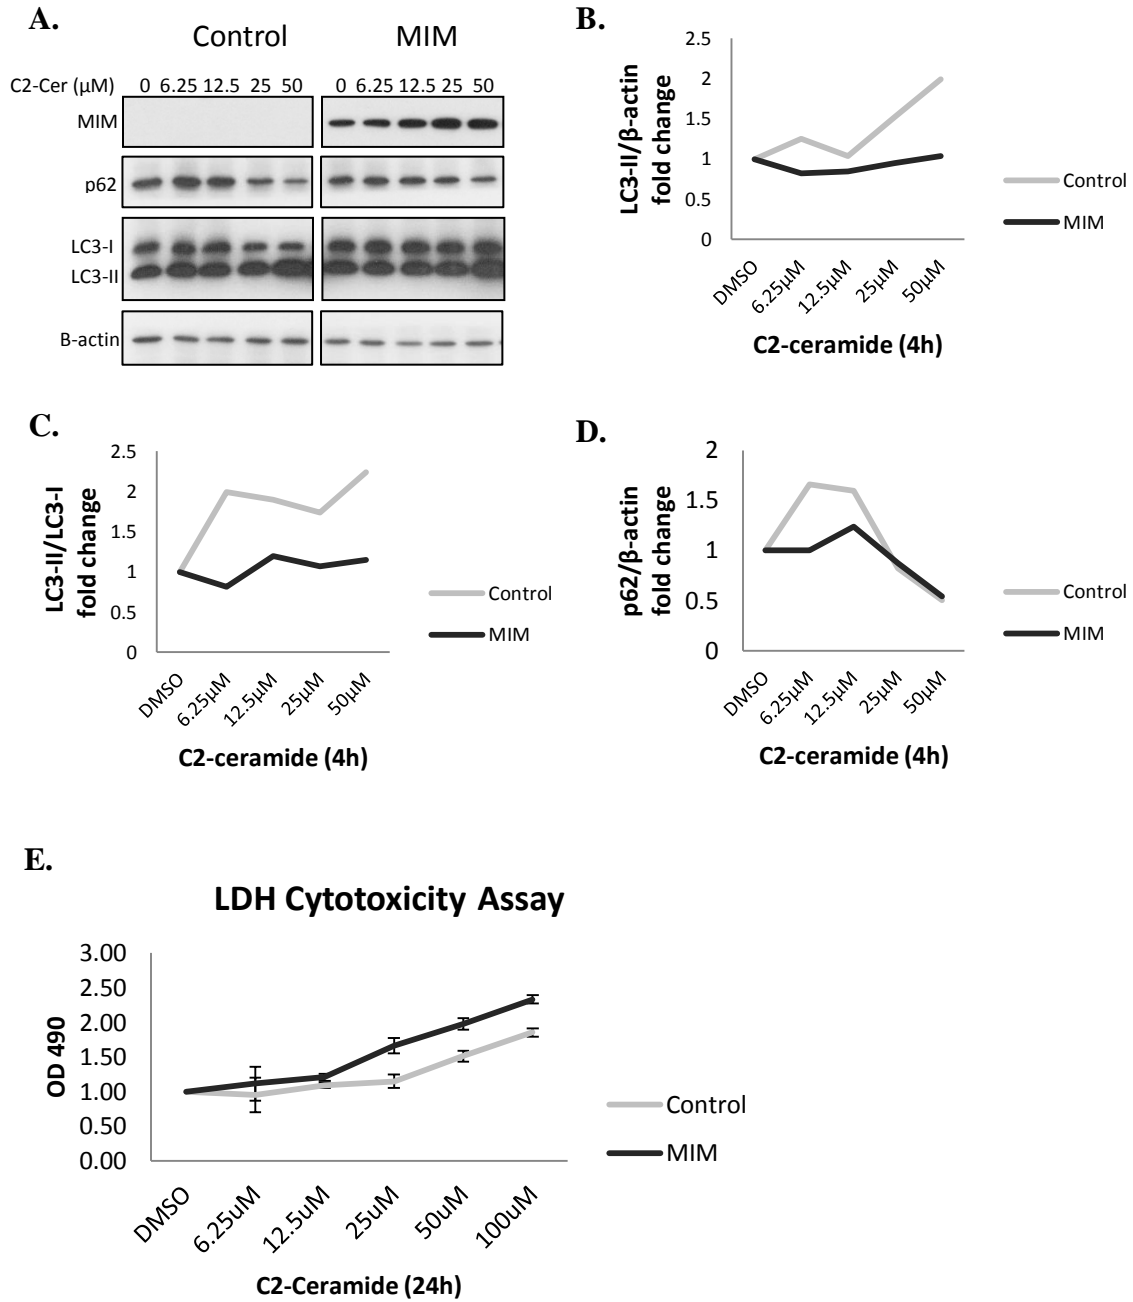 A.
Control MIM
C2-Cer (µM) 0 6.25 12.5 25 50 0 6.25 12.5 25 50
MIM
p62
LC3-I
LC3-II
B-actin
B.
LC3-II/β-actin
fold change
2.5
2
1.5
1
0.5
0
DMSO
6.25µM
12.5µM
25µM
50µM
C2-ceramide (4h)
Control
MIM
C.
LC3-II/LC3-I
fold change
2.5
2
1.5
1
0.5
0
DMSO
6.25µM
12.5µM
25µM
50µM
C2-ceramide (4h)
Control
MIM
D.
p62/β-actin
fold change
2
1.5
1
0.5
0
DMSO
6.25µM
12.5µM
25µM
50µM
C2-ceramide (4h)
Control
MIM
E.
LDH Cytotoxicity Assay
OD 490
3.00
2.50
2.00
1.50
1.00
0.50
0.00
DMSO
6.25uM
12.5uM
25uM
50uM
100uM
C2-Ceramide (24h)
Control
MIM